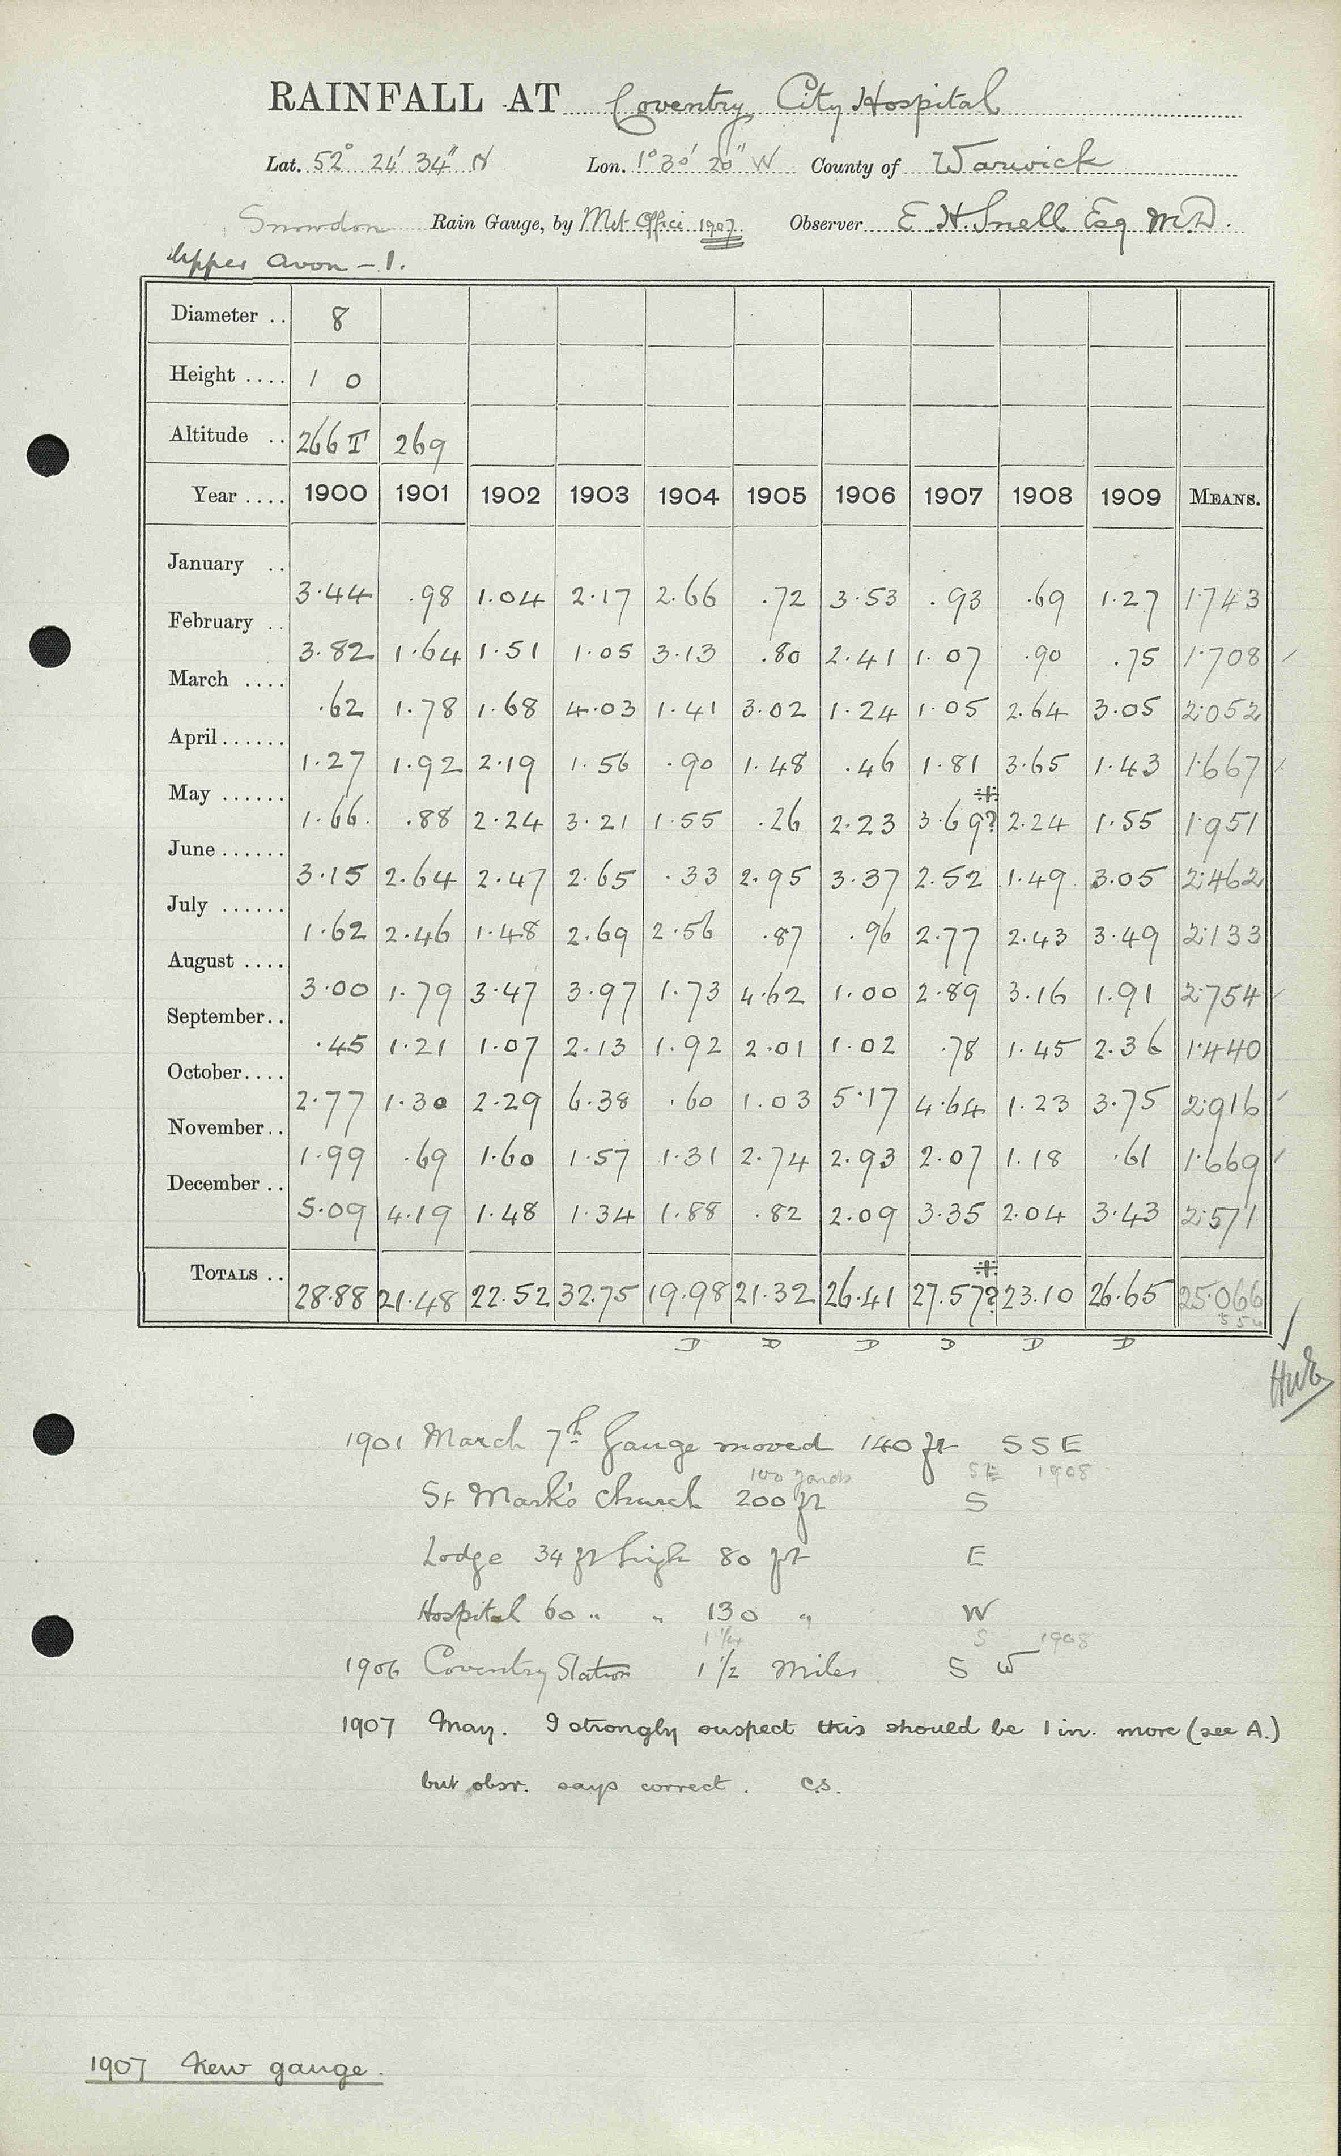 RAINFALL AT Coventry City Hospital
Lat. 52° 24' 34" N Lon. 1° 30' 20" W County of Warwick
Snowdon Rain Gauge, by Met. Office 1907 Observer E. H. Snell Esq M.D.
Upper Avon - 1.
Diameter .. 8
Height .... 1 0
Altitude .. 266 T 269
Year .... 1900 1901 1902 1903 1904 1905 1906 1907 1908 1909 MEANS.
January .. 3.44 .98 1.04 2.17 2.66 .72 3.53 .93 .69 1.27 1.743
February .. 3.82 1.64 1.51 1.05 3.13 .80 2.41 1.07 .90 .75 1.708 ✓
March .... .62 1.78 1.68 4.03 1.41 3.02 1.24 1.05 2.64 3.05 2.052
April ...... 1.27 1.92 2.19 1.56 .90 1.48 .46 1.81 3.65 1.43 1.667 ✓
May ...... 1.66 .88 2.24 3.21 1.55 .26 2.23 3.69? 2.24 1.55 1.951
June ...... 3.15 2.64 2.47 2.65 .33 2.95 3.37 2.52 1.49 3.05 2.462
July ...... 1.62 2.46 1.48 2.69 2.56 .87 .96 2.77 2.43 3.49 2.133
August .... 3.00 1.79 3.47 3.97 1.73 4.62 1.00 2.89 3.16 1.91 2.754 ✓
September .. .45 1.21 1.07 2.13 1.92 2.01 1.02 .78 1.45 2.36 1.440
October .... 2.77 1.30 2.29 6.38 .60 1.03 5.17 4.64 1.23 3.75 2.916 ✓
November .. 1.99 .69 1.60 1.57 1.31 2.74 2.93 2.07 1.18 .61 1.669 ✓
December .. 5.09 4.19 1.48 1.34 1.88 .82 2.09 3.35 2.04 3.43 2.571
TOTALS .. 28.88 21.48 22.52 32.75 19.98 21.32 26.41 27.57? 23.10 26.65 25.066 ✓
D D D D D D
1901 March 7th Gauge moved 140 ft SSE
100 yards SE 1908
St Mark's church 200 ft S
Lodge 34 ft high 80 ft E
Hospital 60 " " 130 " W
1 1/4 S 1908
1906 Coventry Station 1 1/2 Miles S W
1907 May. I strongly suspect this should be 1 in. more (see A.)
but obsr. says correct. C.S.
1907 New gauge.